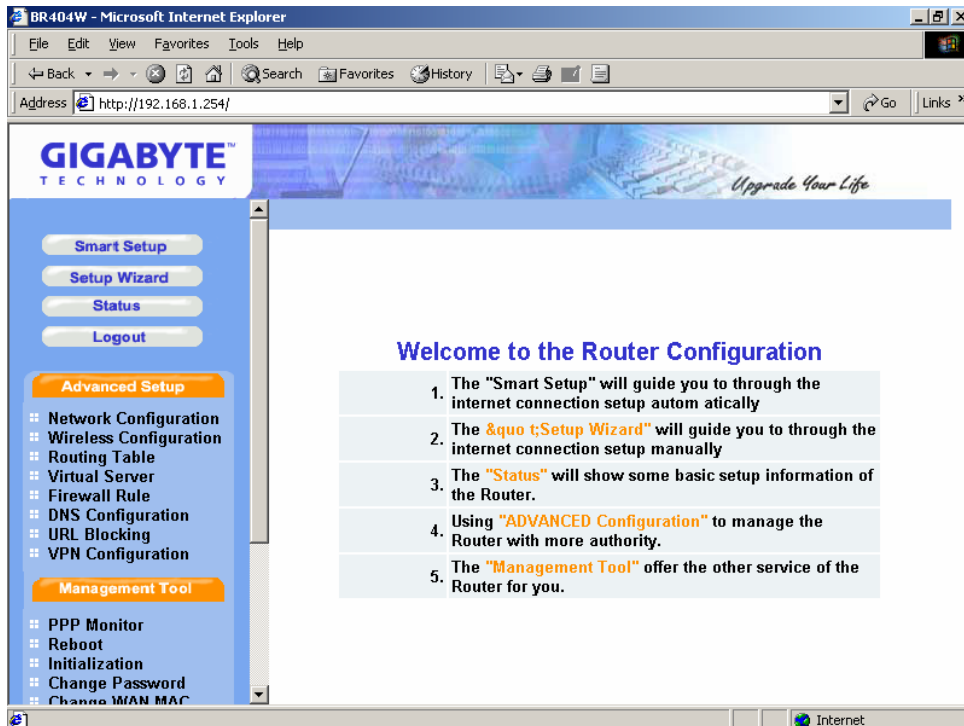 BR404W - Microsoft Internet Explorer
File Edit View Favorites Tools Help
Back Search Favorites History
Address http://192.168.1.254/ Go Links »
GIGABYTE™
TECHNOLOGY
Upgrade Your Life
Smart Setup
Setup Wizard
Status
Logout
Advanced Setup
Network Configuration
Wireless Configuration
Routing Table
Virtual Server
Firewall Rule
DNS Configuration
URL Blocking
VPN Configuration
Management Tool
PPP Monitor
Reboot
Initialization
Change Password
Change WAN MAC
Welcome to the Router Configuration
1. The "Smart Setup" will guide you to through the
internet connection setup autom atically
2. The &quo t;Setup Wizard" will guide you to through the
internet connection setup manually
3. The "Status" will show some basic setup information of
the Router.
4. Using "ADVANCED Configuration" to manage the
Router with more authority.
5. The "Management Tool" offer the other service of the
Router for you.
Internet